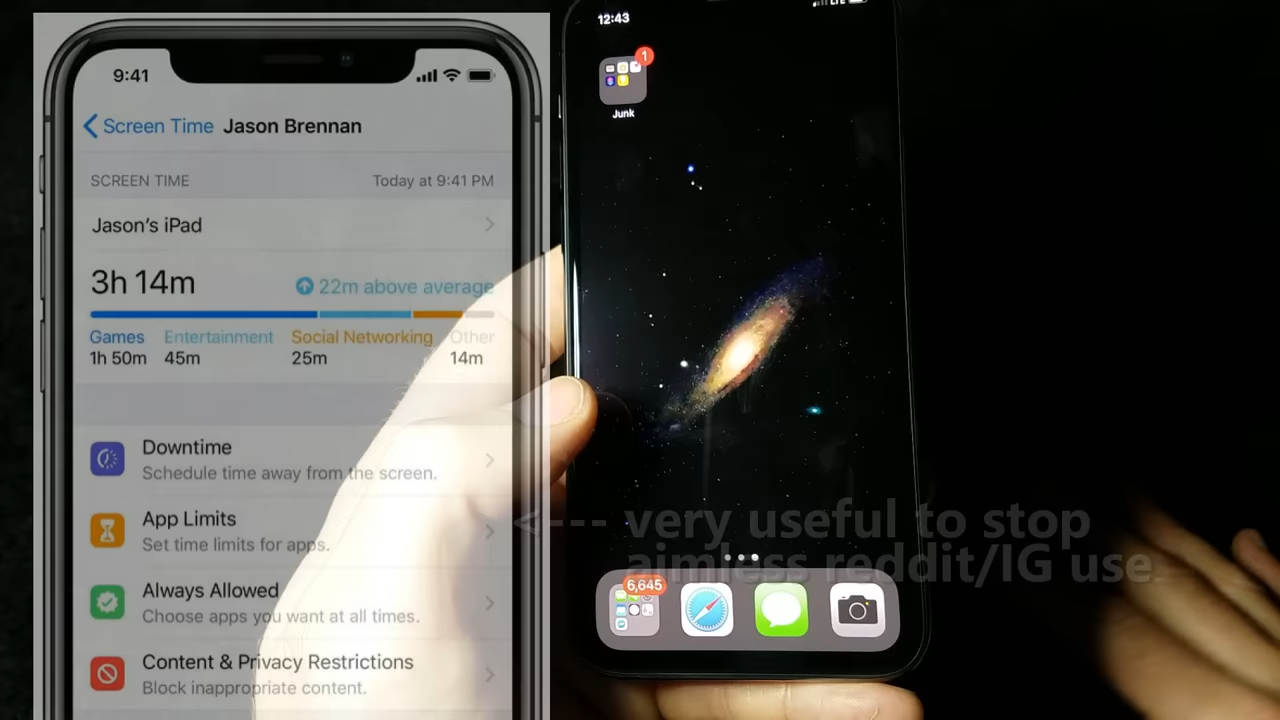 9:41
Screen Time Jason Brennan
SCREEN TIME Today at 9:41 PM
Jason's iPad
3h 14m 22m above average
Games Entertainment Social Networking Other
1h 50m 45m 25m 14m
Downtime
Schedule time away from the screen.
App Limits
Set time limits for apps.
Always Allowed
Choose apps you want at all times.
Content & Privacy Restrictions
Block inappropriate content.
12:43
LTE
1
Junk
<--- very useful to stop
aimless reddit/IG use
6,645